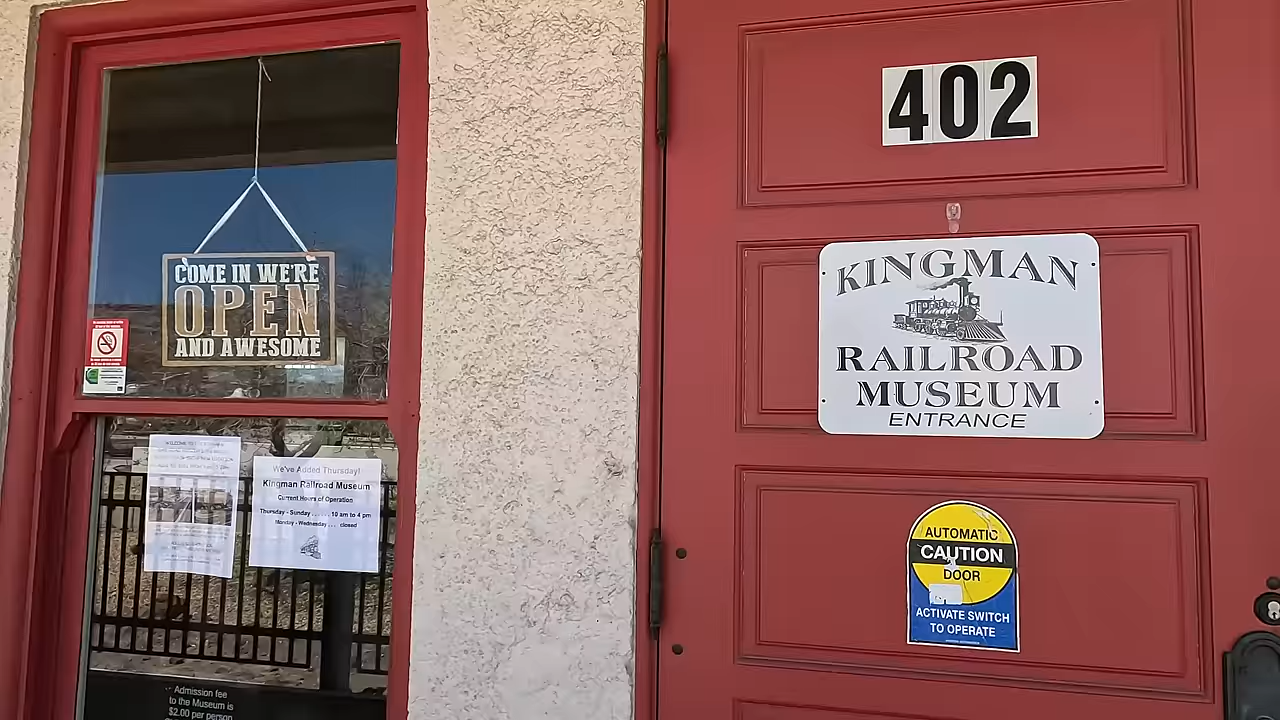 COME IN WE'RE
OPEN
AND AWESOME
We've Added Thursday!
Kingman Railroad Museum
Current Hours of Operation
Thursday - Sunday ...... 10 am to 4 pm
Monday - Wednesday ... closed
Admission fee
to the Museum is
$2.00 per person
402
KINGMAN
RAILROAD
MUSEUM
ENTRANCE
AUTOMATIC
CAUTION
DOOR
ACTIVATE SWITCH
TO OPERATE